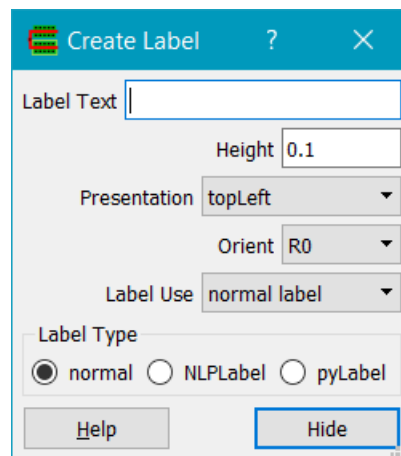 Create Label ? ×
Label Text
Height 0.1
Presentation topLeft
Orient R0
Label Use normal label
Label Type
normal NLPLabel pyLabel
Help Hide